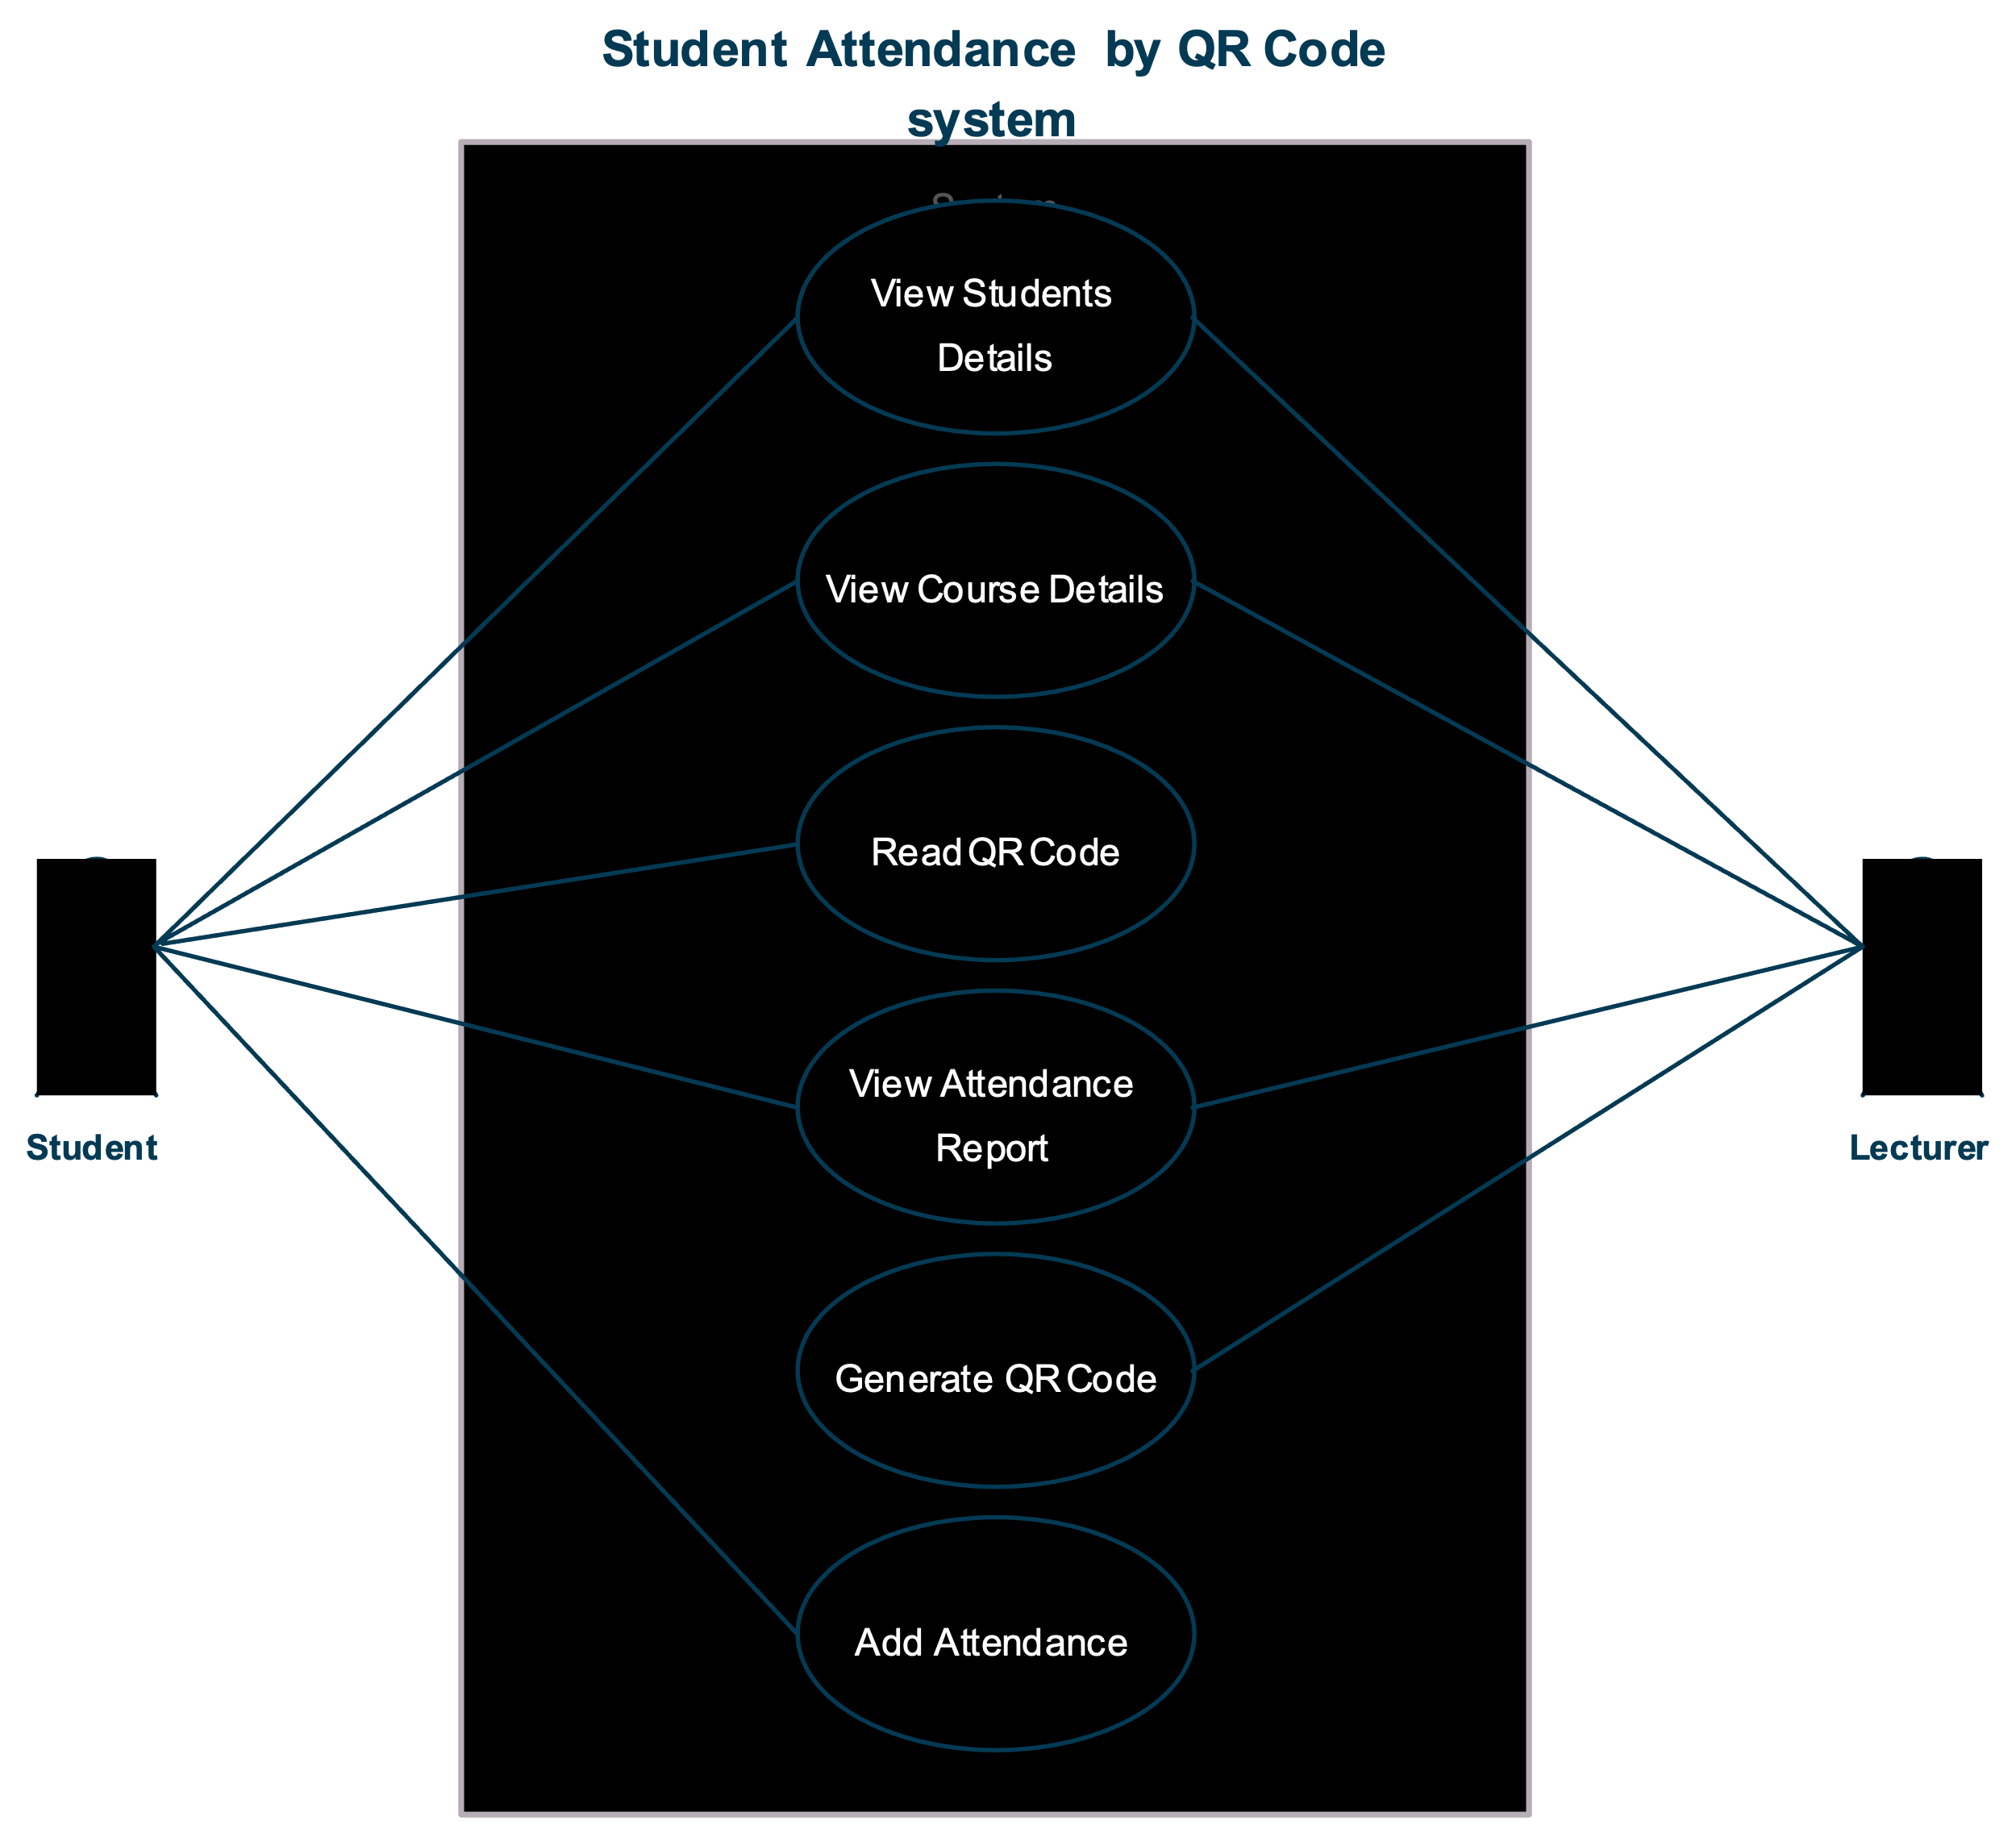 Student Attendance by QR Code
system
View Students
Details
View Course Details
Read QR Code
View Attendance
Report
Student
Lecturer
Generate QR Code
Add Attendance